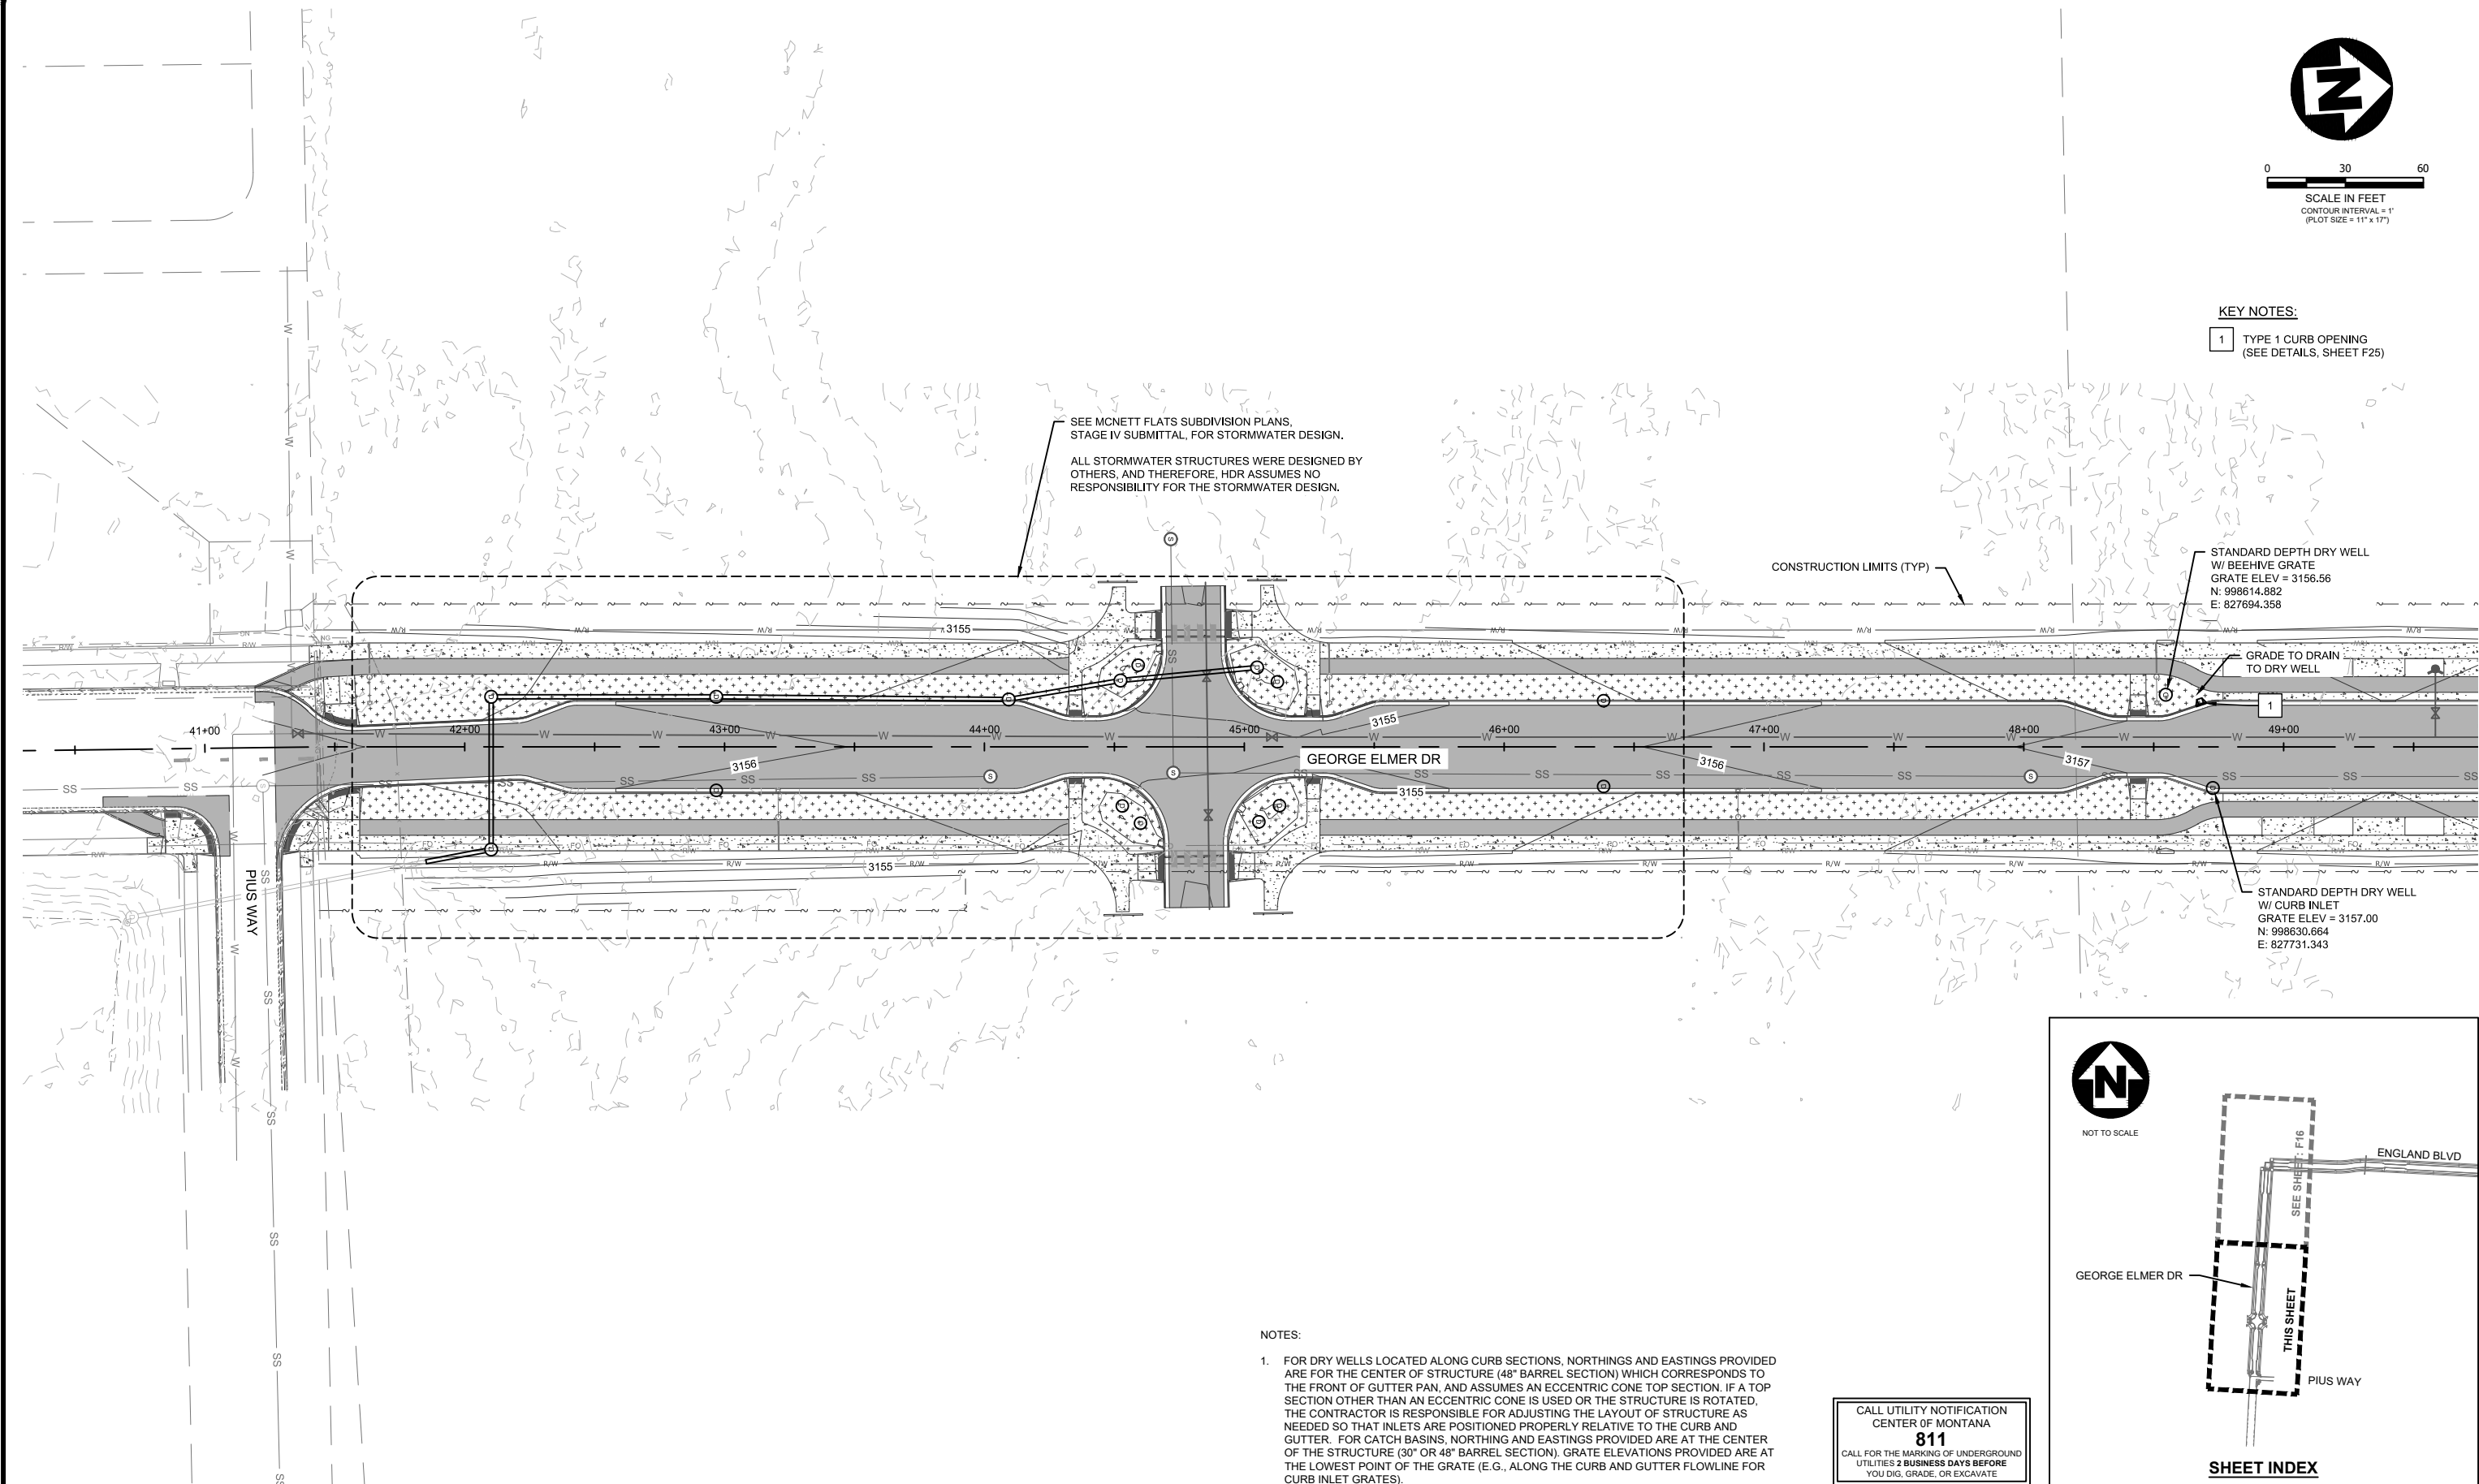 N
0 30 60
SCALE IN FEET
CONTOUR INTERVAL = 1'
(PLOT SIZE = 11" x 17")
KEY NOTES:
1 TYPE 1 CURB OPENING
(SEE DETAILS, SHEET F25)
SEE MCNETT FLATS SUBDIVISION PLANS,
STAGE IV SUBMITTAL, FOR STORMWATER DESIGN.
ALL STORMWATER STRUCTURES WERE DESIGNED BY
OTHERS, AND THEREFORE, HDR ASSUMES NO
RESPONSIBILITY FOR THE STORMWATER DESIGN.
CONSTRUCTION LIMITS (TYP)
STANDARD DEPTH DRY WELL
W/ BEEHIVE GRATE
GRATE ELEV = 3156.56
N: 998614.882
E: 827694.358
GRADE TO DRAIN
TO DRY WELL
1
3155
3155
41+00 42+00 43+00 44+00 45+00 46+00 47+00 48+00 49+00
GEORGE ELMER DR
3156
3156
3157
3155
3155
PIUS WAY
STANDARD DEPTH DRY WELL
W/ CURB INLET
GRATE ELEV = 3157.00
N: 998630.664
E: 827731.343
NOTES:
1. FOR DRY WELLS LOCATED ALONG CURB SECTIONS, NORTHINGS AND EASTINGS PROVIDED
ARE FOR THE CENTER OF STRUCTURE (48" BARREL SECTION) WHICH CORRESPONDS TO
THE FRONT OF GUTTER PAN, AND ASSUMES AN ECCENTRIC CONE TOP SECTION. IF A TOP
SECTION OTHER THAN AN ECCENTRIC CONE IS USED OR THE STRUCTURE IS ROTATED,
THE CONTRACTOR IS RESPONSIBLE FOR ADJUSTING THE LAYOUT OF STRUCTURE AS
NEEDED SO THAT INLETS ARE POSITIONED PROPERLY RELATIVE TO THE CURB AND
GUTTER. FOR CATCH BASINS, NORTHING AND EASTINGS PROVIDED ARE AT THE CENTER
OF THE STRUCTURE (30" OR 48" BARREL SECTION). GRATE ELEVATIONS PROVIDED ARE AT
THE LOWEST POINT OF THE GRATE (E.G., ALONG THE CURB AND GUTTER FLOWLINE FOR
CURB INLET GRATES).
CALL UTILITY NOTIFICATION
CENTER 0F MONTANA
811
CALL FOR THE MARKING OF UNDERGROUND
UTILITIES 2 BUSINESS DAYS BEFORE
YOU DIG, GRADE, OR EXCAVATE
N
NOT TO SCALE
SEE SHEET: F16
ENGLAND BLVD
GEORGE ELMER DR
THIS SHEET
PIUS WAY
SHEET INDEX